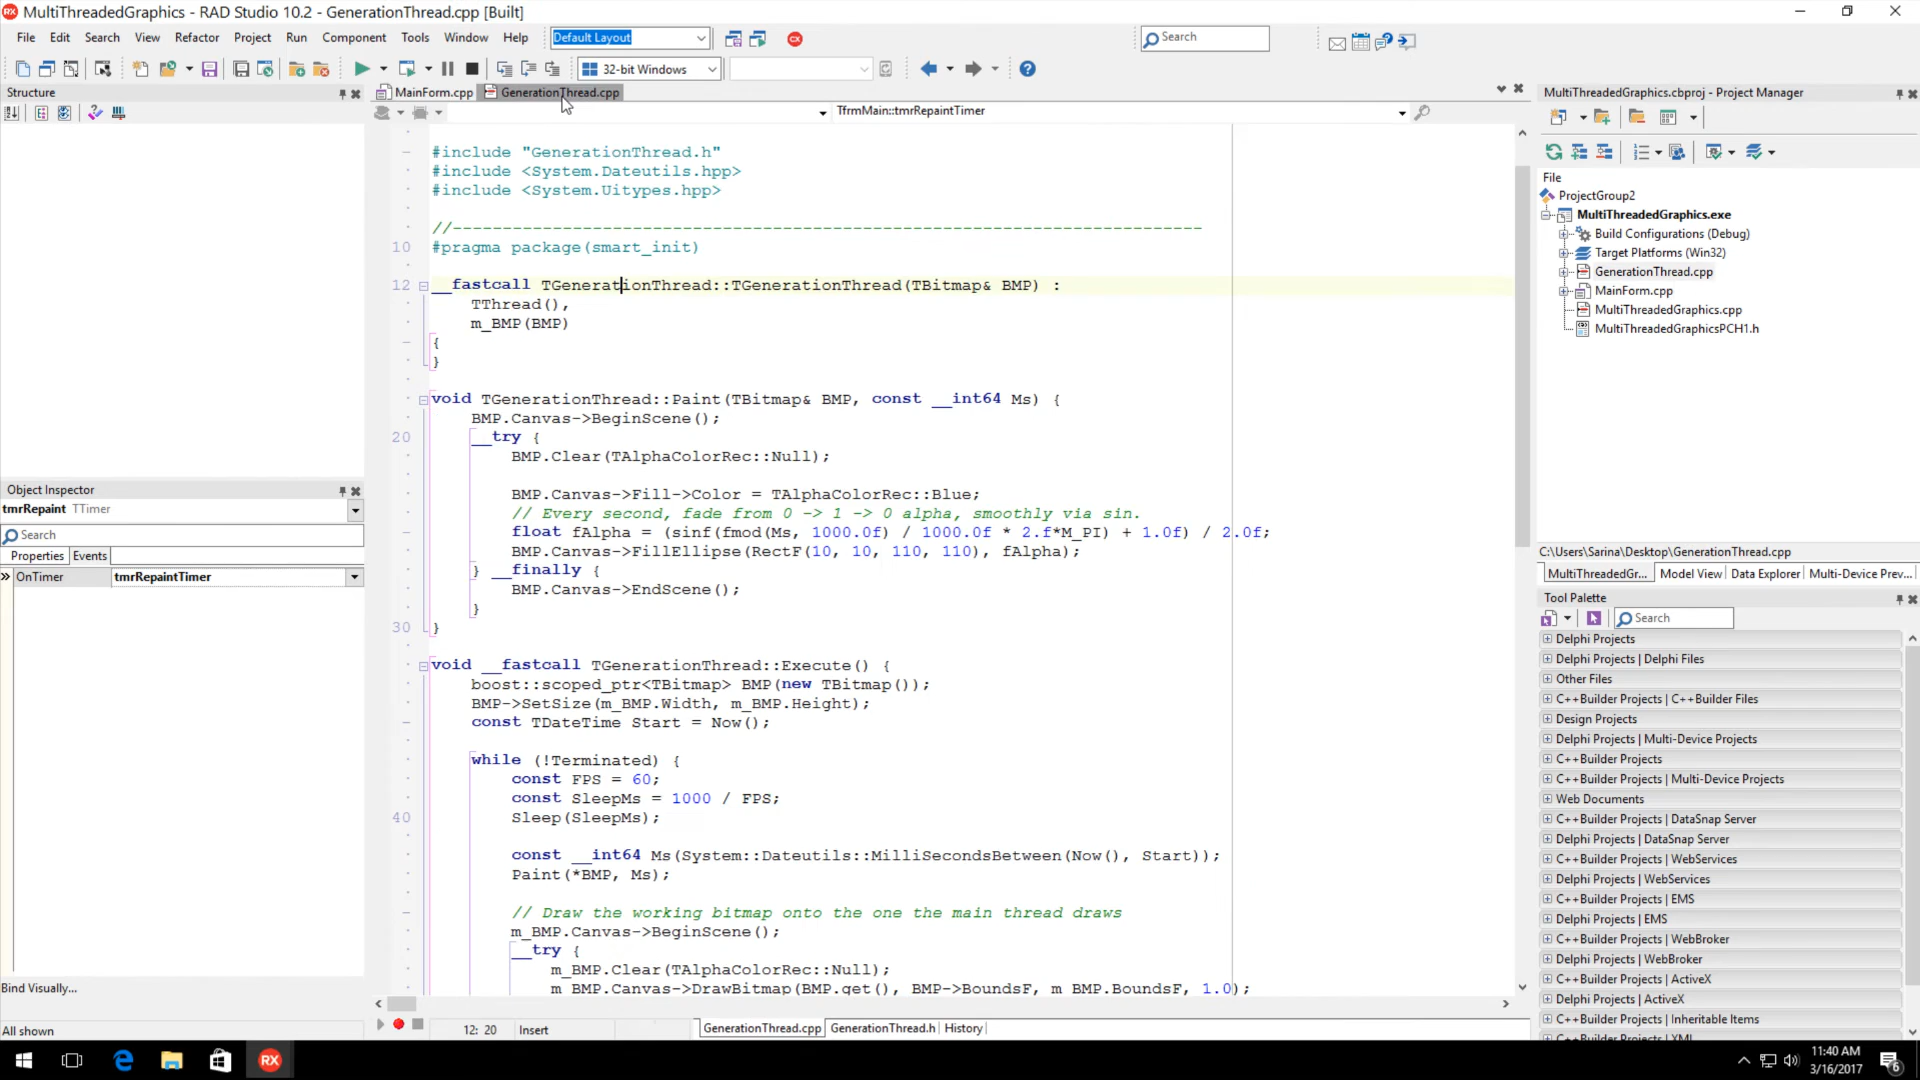 MultiThreadedGraphics - RAD Studio 10.2 - GenerationThread.cpp [Built]
File Edit Search View Refactor Project Run Component Tools Window Help Default Layout Search
32-bit Windows
Structure
MainForm.cpp GenerationThread.cpp
TfrmMain::tmrRepaintTimer
#include "GenerationThread.h"
#include <System.Dateutils.hpp>
#include <System.Uitypes.hpp>
//---------------------------------------------------------------------------
10 #pragma package(smart_init)
12 __fastcall TGenerationThread::TGenerationThread(TBitmap& BMP) :
TThread(),
m_BMP(BMP)
{
}
void TGenerationThread::Paint(TBitmap& BMP, const __int64 Ms) {
BMP.Canvas->BeginScene();
20 __try {
BMP.Clear(TAlphaColorRec::Null);
BMP.Canvas->Fill->Color = TAlphaColorRec::Blue;
// Every second, fade from 0 -> 1 -> 0 alpha, smoothly via sin.
float fAlpha = (sinf(fmod(Ms, 1000.0f) / 1000.0f * 2.f*M_PI) + 1.0f) / 2.0f;
BMP.Canvas->FillEllipse(RectF(10, 10, 110, 110), fAlpha);
} __finally {
BMP.Canvas->EndScene();
}
30 }
void __fastcall TGenerationThread::Execute() {
boost::scoped_ptr<TBitmap> BMP(new TBitmap());
BMP->SetSize(m_BMP.Width, m_BMP.Height);
const TDateTime Start = Now();
while (!Terminated) {
const FPS = 60;
const SleepMs = 1000 / FPS;
40 Sleep(SleepMs);
const __int64 Ms(System::Dateutils::MilliSecondsBetween(Now(), Start));
Paint(*BMP, Ms);
// Draw the working bitmap onto the one the main thread draws
m_BMP.Canvas->BeginScene();
__try {
m_BMP.Clear(TAlphaColorRec::Null);
m_BMP.Canvas->DrawBitmap(BMP.get(), BMP->BoundsF, m_BMP.BoundsF, 1.0);
12: 20 Insert
GenerationThread.cpp GenerationThread.h History
Object Inspector
tmrRepaint TTimer
Search
Properties Events
OnTimer tmrRepaintTimer
Bind Visually...
All shown
MultiThreadedGraphics.cbproj - Project Manager
File
ProjectGroup2
MultiThreadedGraphics.exe
Build Configurations (Debug)
Target Platforms (Win32)
GenerationThread.cpp
MainForm.cpp
MultiThreadedGraphics.cpp
MultiThreadedGraphicsPCH1.h
C:\Users\Sarina\Desktop\GenerationThread.cpp
MultiThreadedGr... Model View Data Explorer Multi-Device Prev...
Tool Palette
Search
Delphi Projects
Delphi Projects | Delphi Files
Other Files
C++Builder Projects | C++Builder Files
Design Projects
Delphi Projects | Multi-Device Projects
C++Builder Projects
C++Builder Projects | Multi-Device Projects
Web Documents
C++Builder Projects | DataSnap Server
Delphi Projects | DataSnap Server
C++Builder Projects | WebServices
Delphi Projects | WebServices
C++Builder Projects | EMS
Delphi Projects | EMS
C++Builder Projects | WebBroker
Delphi Projects | WebBroker
C++Builder Projects | ActiveX
Delphi Projects | ActiveX
C++Builder Projects | Inheritable Items
C++Builder Projects | XML
RX
11:40 AM
3/16/2017
6